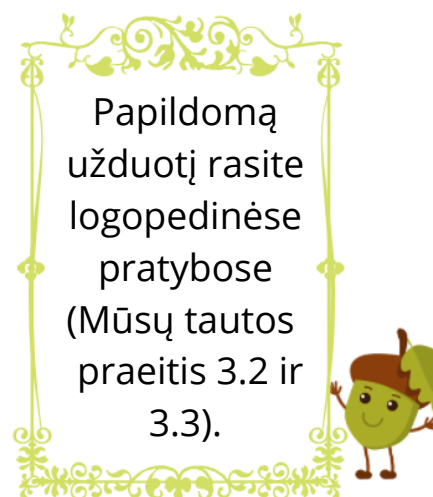 Papildomą
užduotį rasite
logopedinėse
pratybose
(Mūsų tautos
praeitis 3.2 ir
3.3).